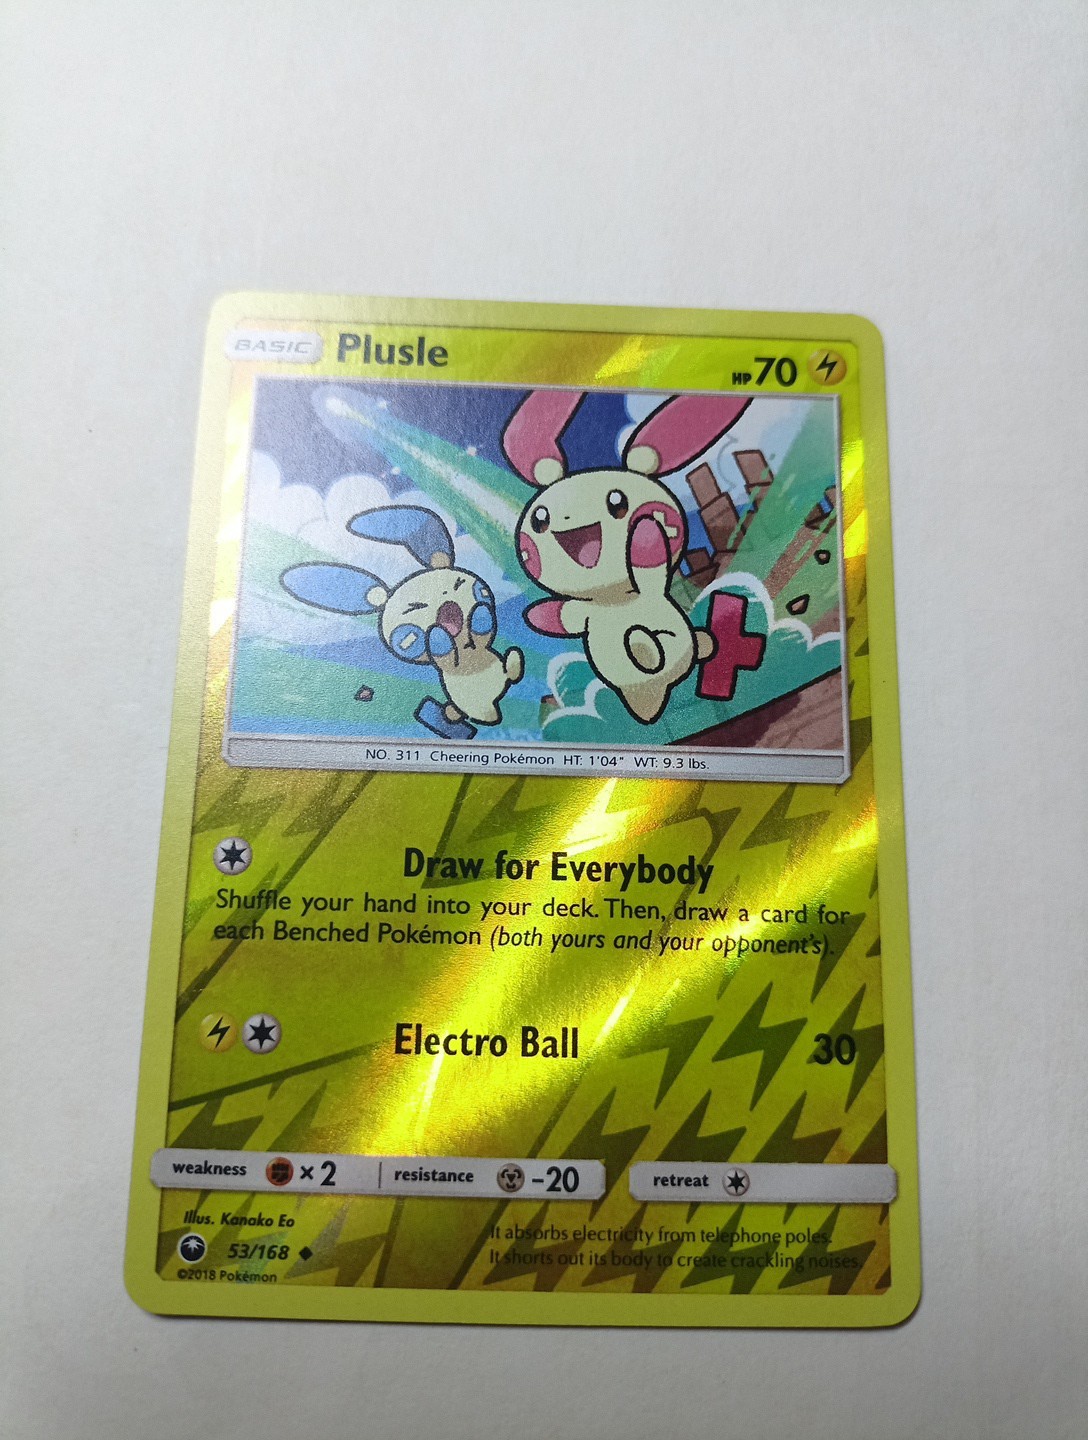 BASIC Plusle HP 70
NO. 311 Cheering Pokémon HT: 1'04" WT: 9.3 lbs.
Draw for Everybody
Shuffle your hand into your deck. Then, draw a card for
each Benched Pokémon (both yours and your opponent's).
Electro Ball 30
weakness × 2 resistance -20 retreat
Illus. Kanako Eo
53/168
©2018 Pokémon
It absorbs electricity from telephone poles.
It shorts out its body to create crackling noises.